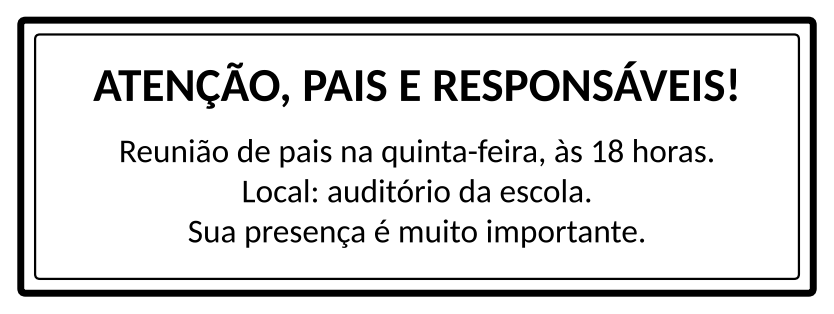 ATENÇÃO, PAIS E RESPONSÁVEIS!
Reunião de pais na quinta-feira, às 18 horas.
Local: auditório da escola.
Sua presença é muito importante.